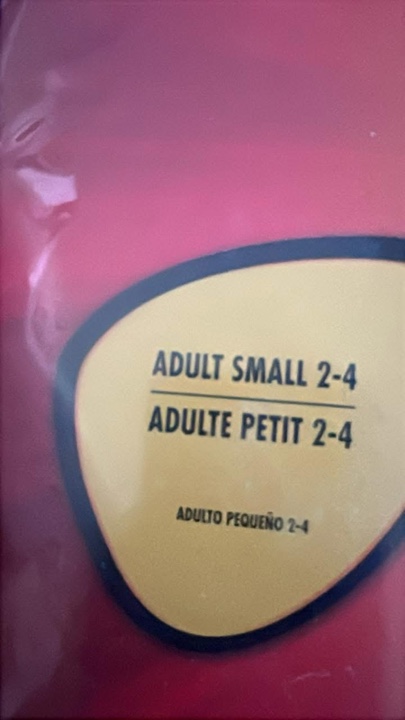 ADULT SMALL 2-4
ADULTE PETIT 2-4
ADULTO PEQUEÑO 2-4